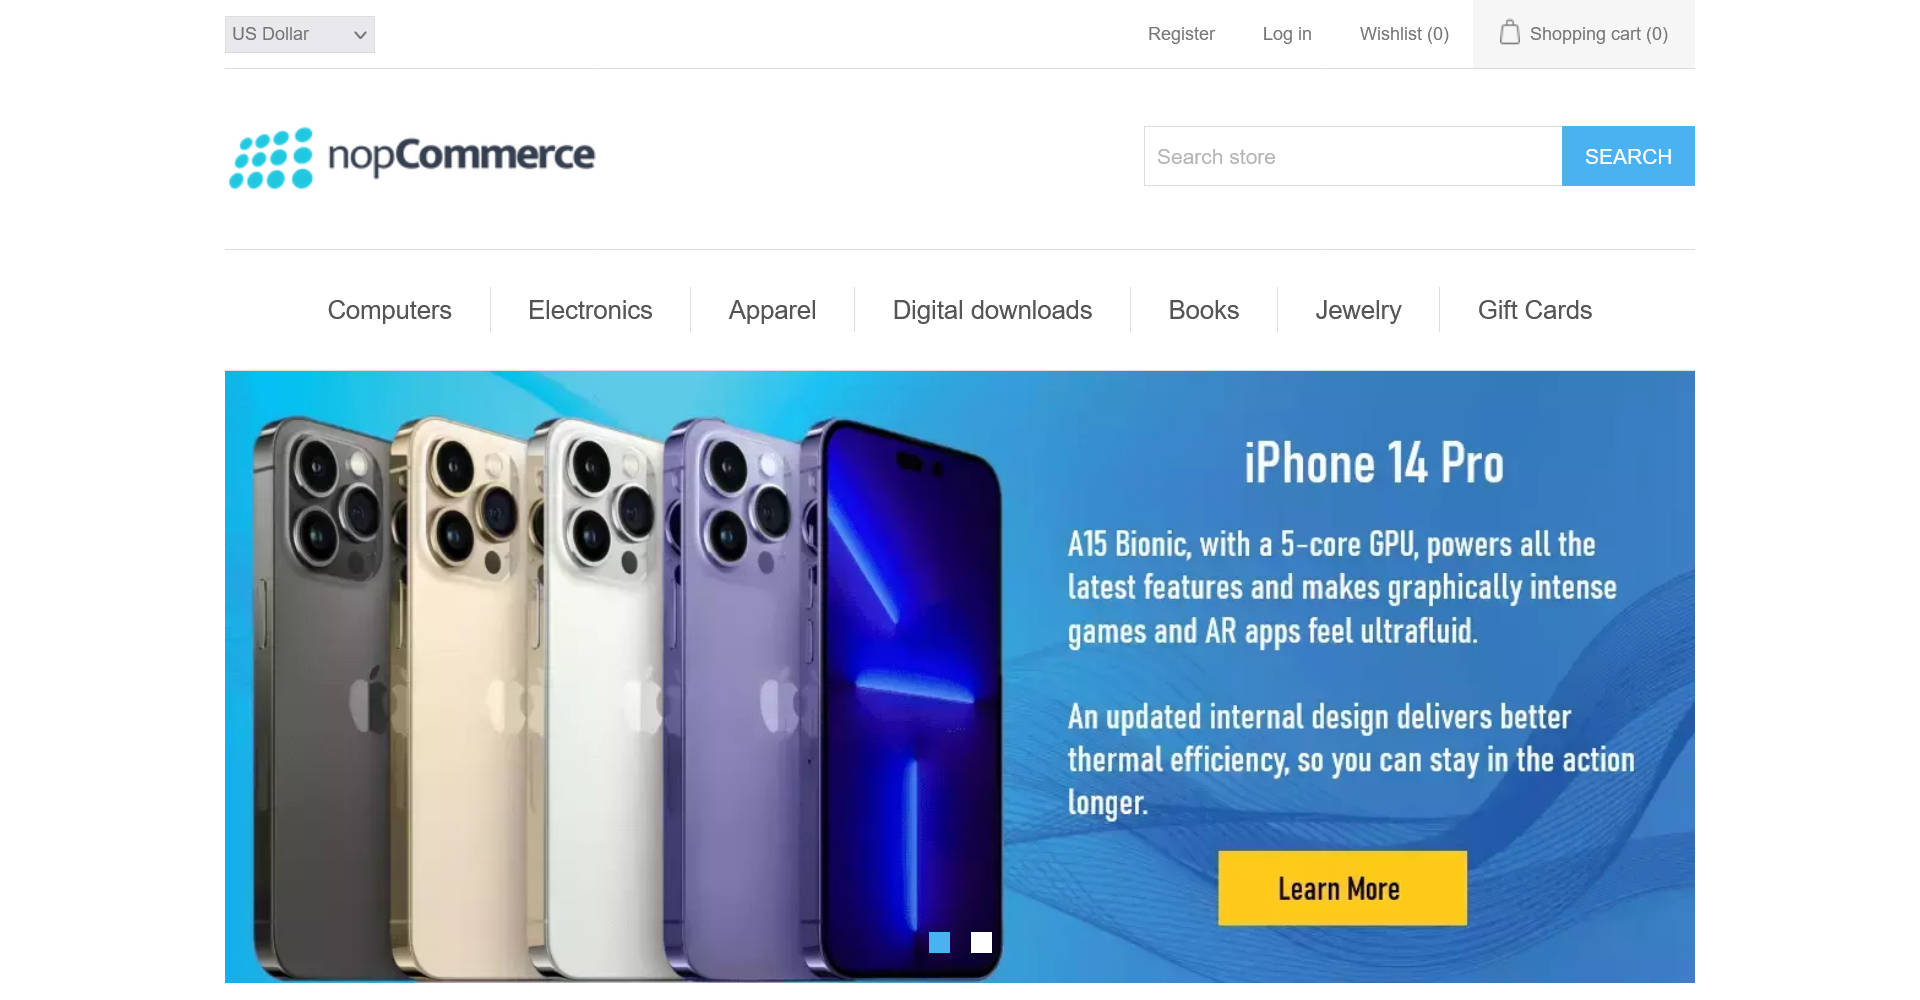 US Dollar
Register
Log in
Wishlist (0)
Shopping cart (0)
nopCommerce
Search store
SEARCH
Computers
Electronics
Apparel
Digital downloads
Books
Jewelry
Gift Cards
iPhone 14 Pro
A15 Bionic, with a 5-core GPU, powers all the
latest features and makes graphically intense
games and AR apps feel ultrafluid.
An updated internal design delivers better
thermal efficiency, so you can stay in the action
longer.
Learn More